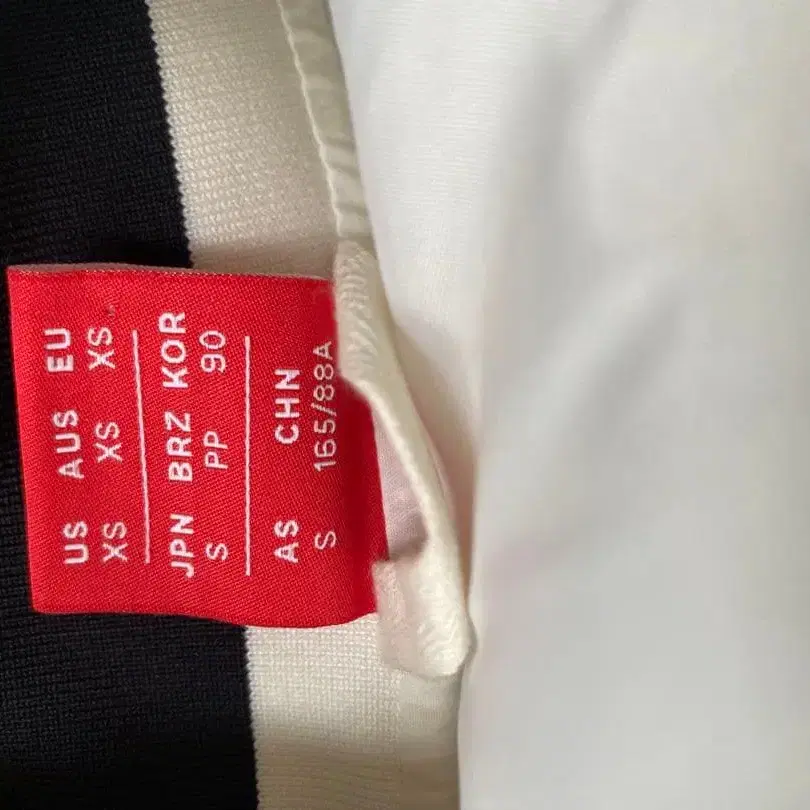 US AUS EU
XS XS XS
JPN BRZ KOR
S PP 90
AS CHN
S 165/88A